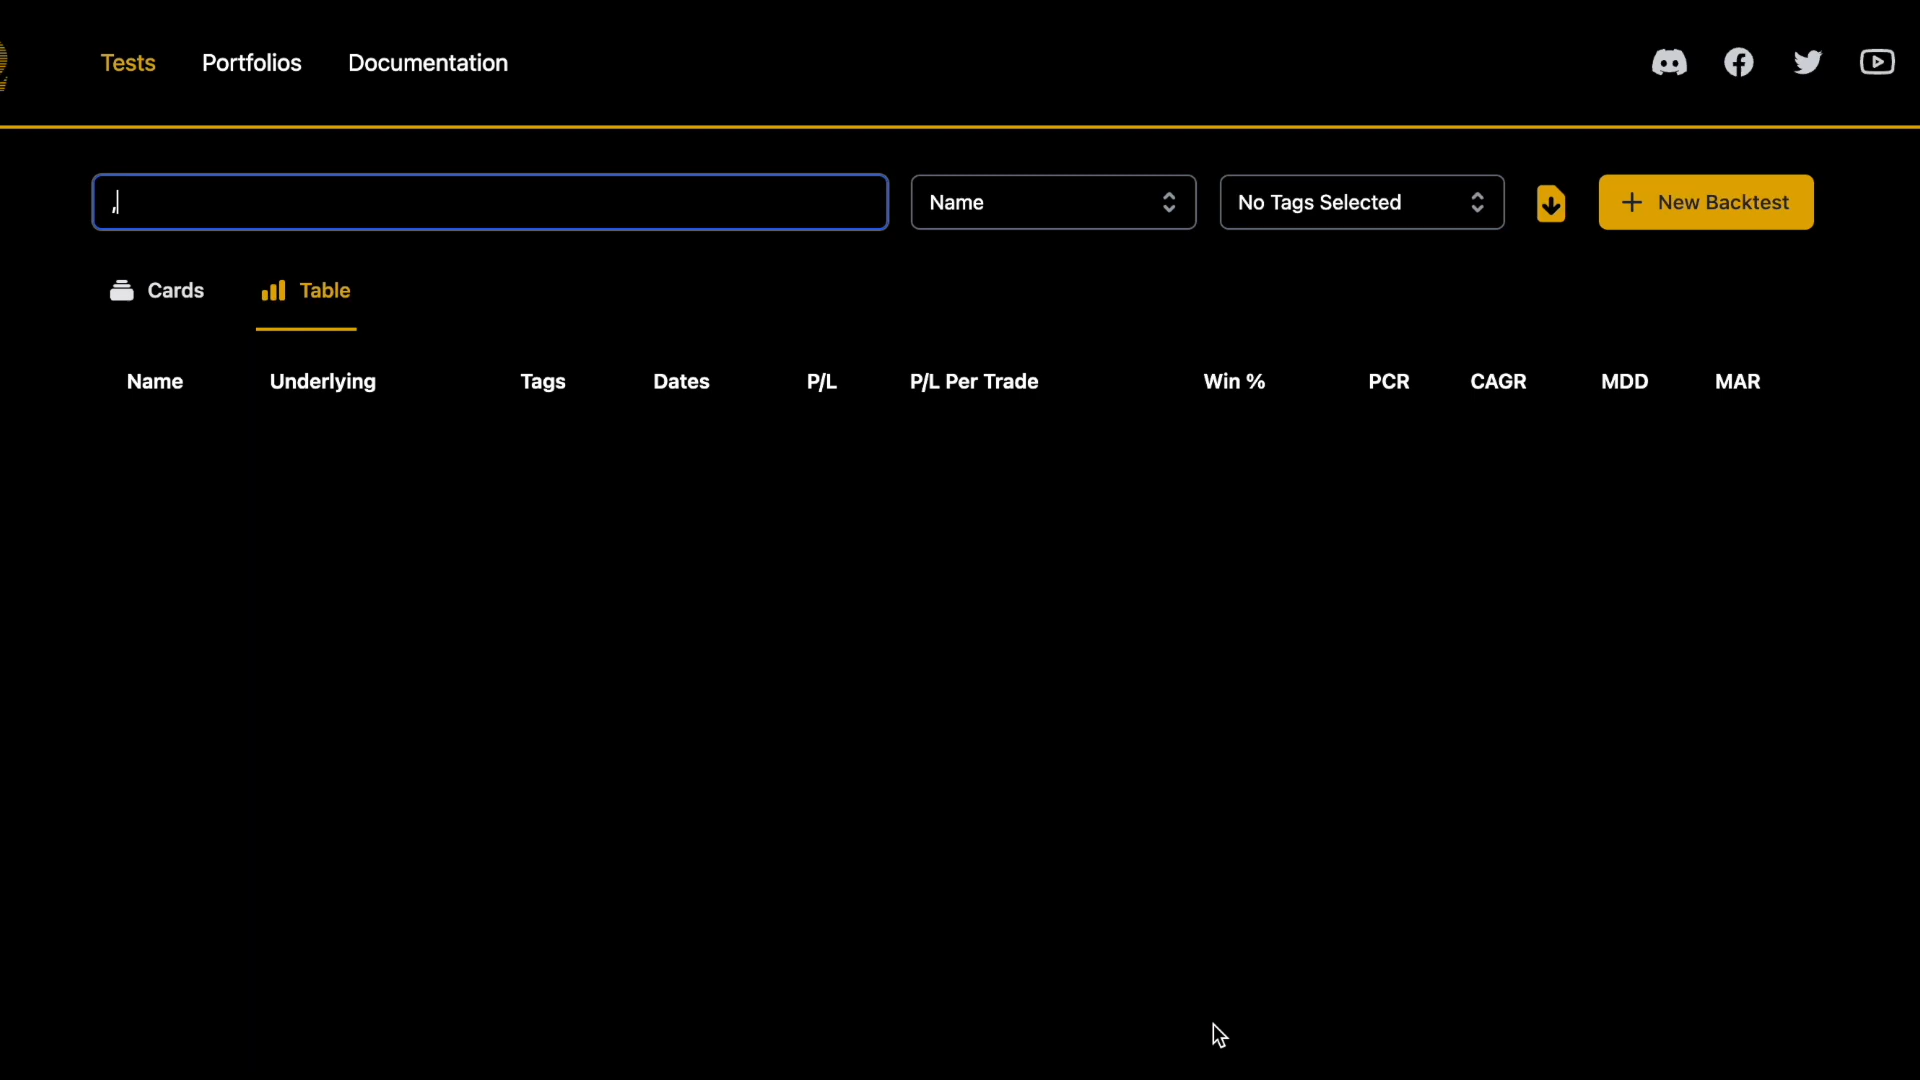 Tests Portfolios Documentation
, Name No Tags Selected New Backtest
Cards Table
Name Underlying Tags Dates P/L P/L Per Trade Win % PCR CAGR MDD MAR